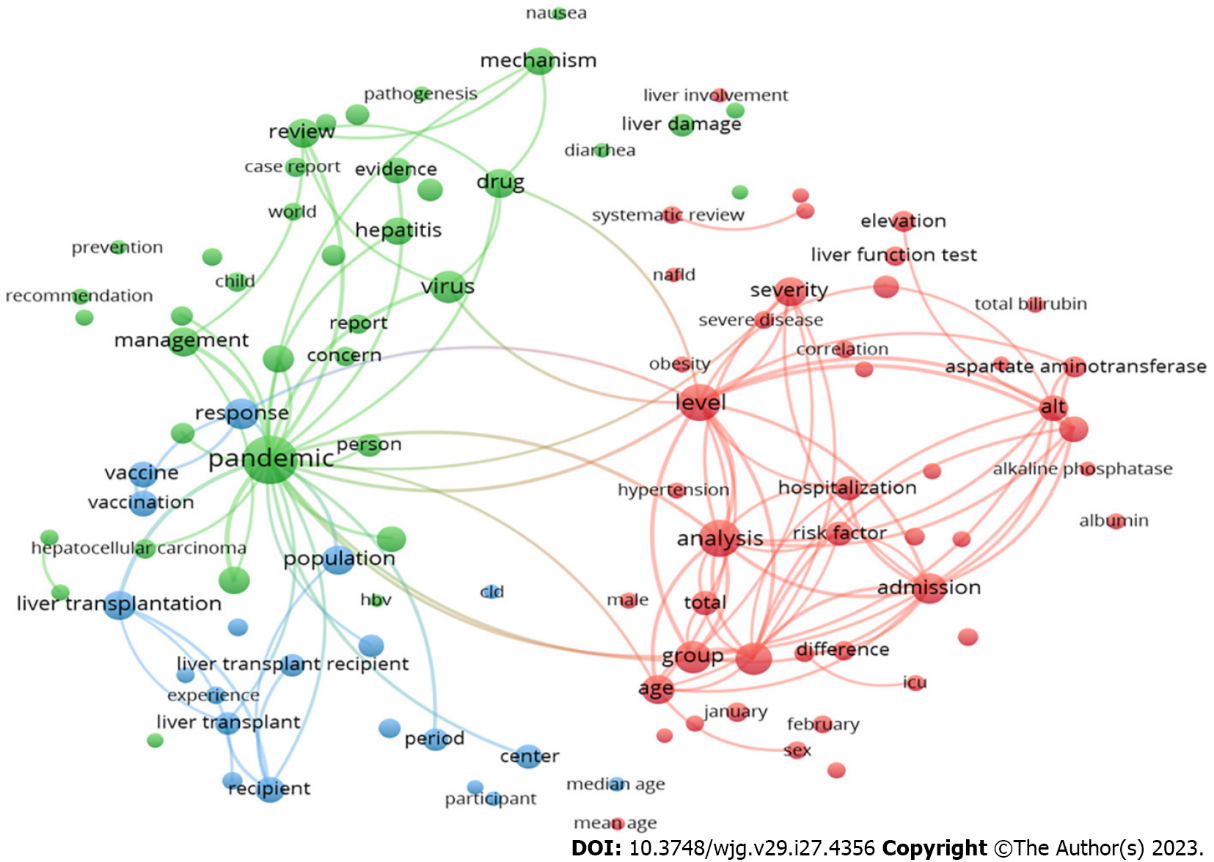 nausea
mechanism
pathogenesis
liver involvement
liver damage
review
case report
evidence
diarrhea
drug
world
systematic review
elevation
hepatitis
prevention
liver function test
child
nafld
virus
severity
recommendation
total bilirubin
report
severe disease
management
concern
correlation
obesity
aspartate aminotransferase
level
alt
response
person
pandemic
vaccine
alkaline phosphatase
vaccination
hypertension
hospitalization
albumin
risk factor
analysis
hepatocellular carcinoma
population
admission
cld
liver transplantation
hbv
male
total
difference
group
liver transplant recipient
icu
age
experience
january
liver transplant
february
period
sex
center
median age
recipient
participant
mean age
DOI: 10.3748/wjg.v29.i27.4356 Copyright ©The Author(s) 2023.